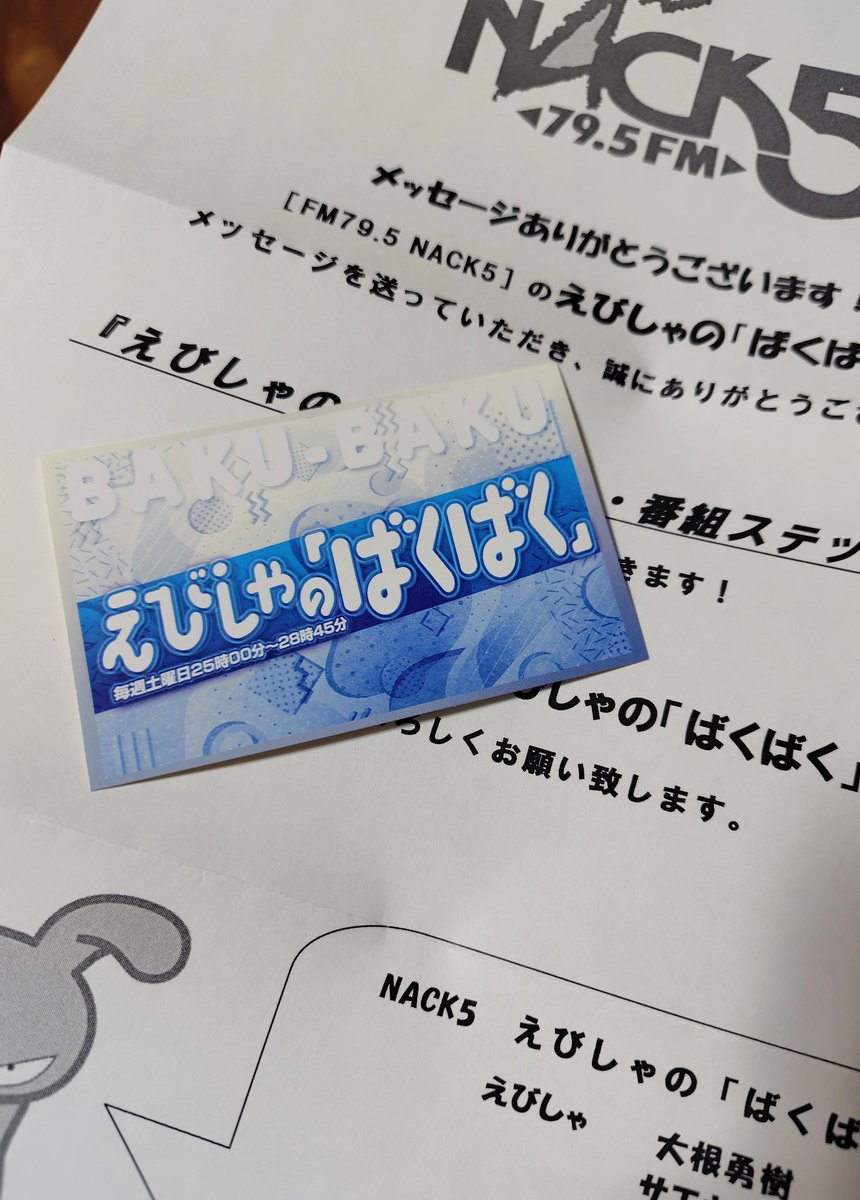 NACK5
79.5FM
メッセージありがとうございます！
［FM79.5 NACK5］のえびしゃの「ばくば
メッセージを送っていただき、誠にありがとうござ
『えびしゃの
・番組ステッ
きます！
びしゃの「ばくばく」
ろしくお願い致します。
BAKU-BAKU
えびしゃの「ばくばく」
毎週土曜日25時00分～28時45分
NACK5 えびしゃの「ばくば
えびしゃ
大根勇樹